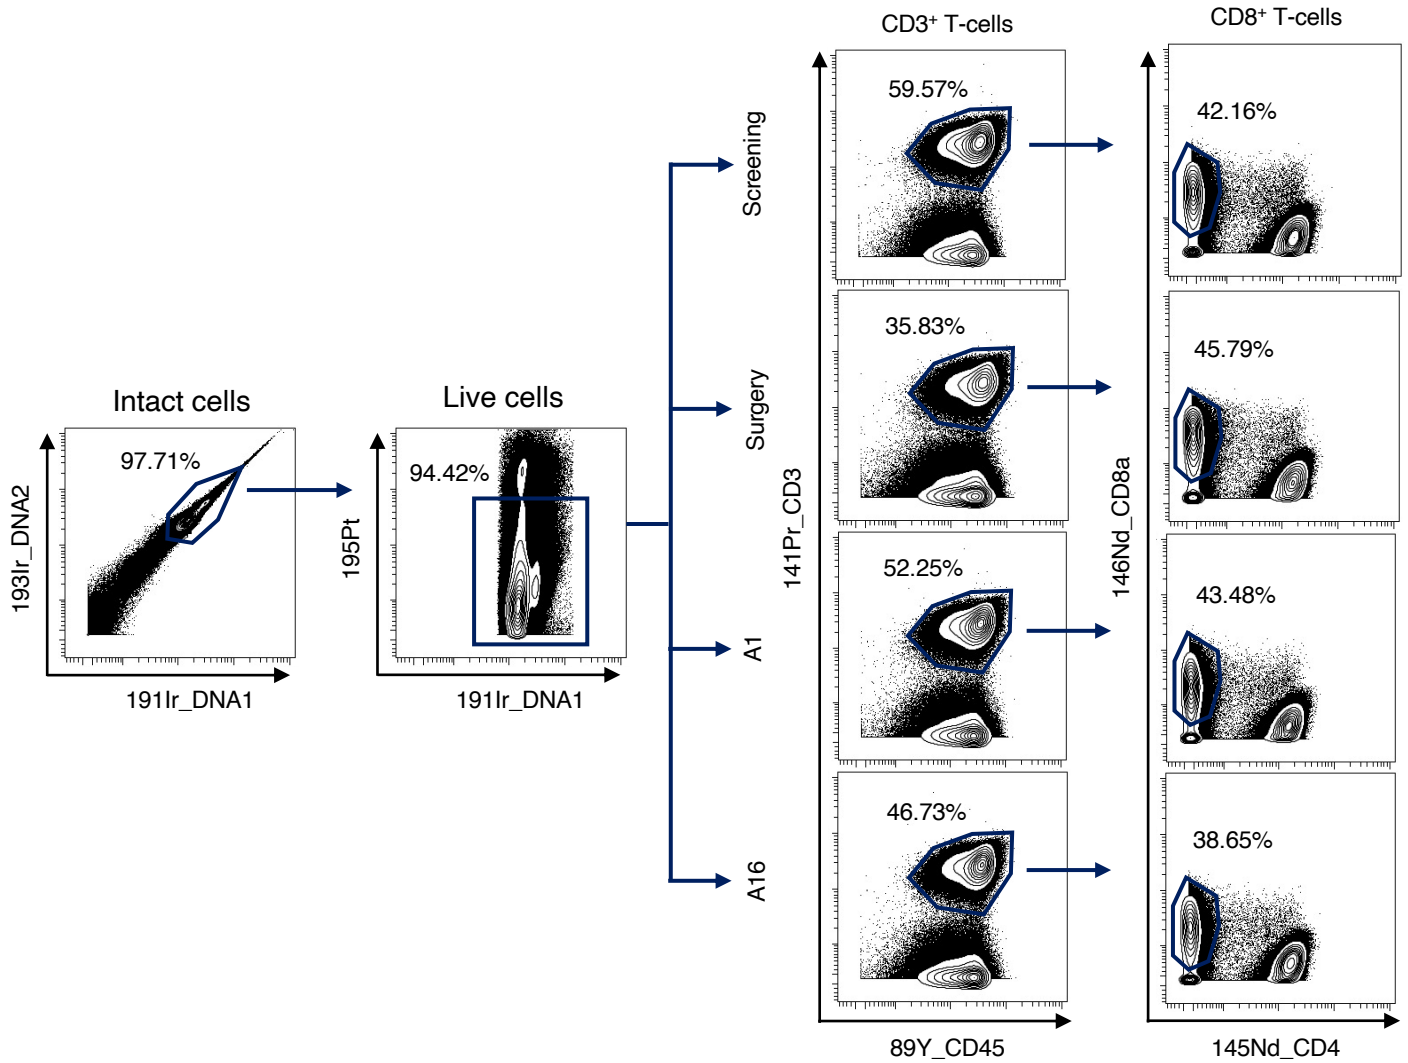 CD3⁺ T-cells
CD8⁺ T-cells
59.57%
42.16%
Screening
35.83%
45.79%
Surgery
Intact cells
Live cells
97.71%
94.42%
193Ir_DNA2
195Pt
141Pr_CD3
146Nd_CD8a
52.25%
43.48%
A1
191Ir_DNA1
191Ir_DNA1
46.73%
38.65%
A16
89Y_CD45
145Nd_CD4